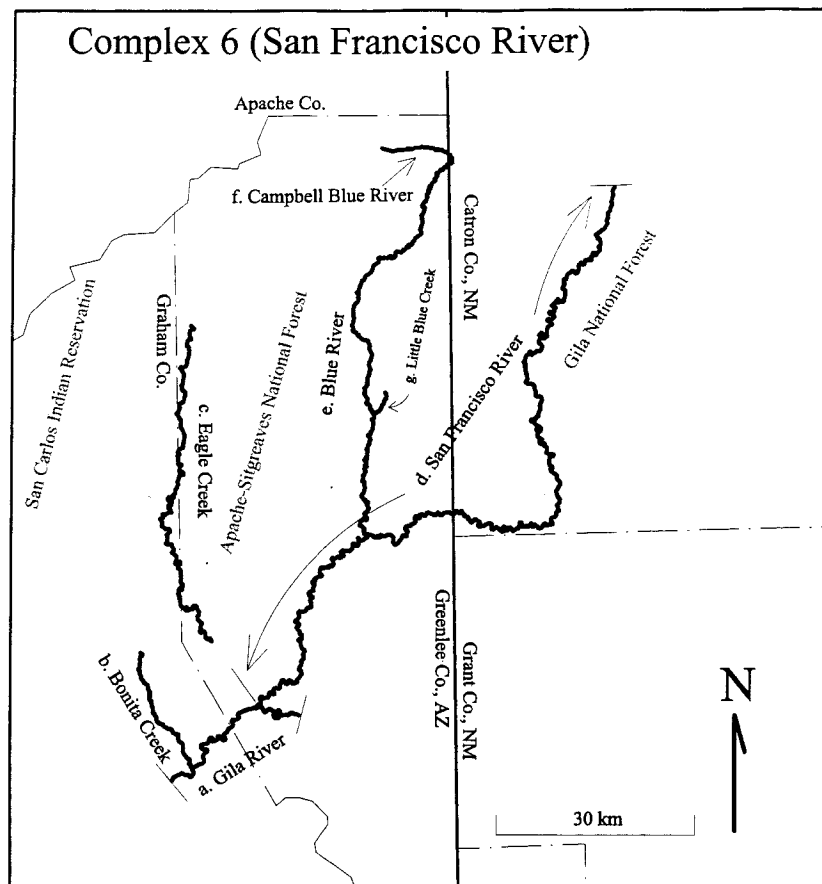 Complex 6 (San Francisco River)
Apache Co.
f. Campbell Blue River
Catron Co., NM
Gila National Forest
g. Little Blue Creek
San Carlos Indian Reservation
Graham Co.
Apache-Sitgreaves National Forest
e. Blue River
c. Eagle Creek
d. San Francisco River
Greenlee Co., AZ
Grant Co., NM
b. Bonita Creek
a. Gila River
N
30 km